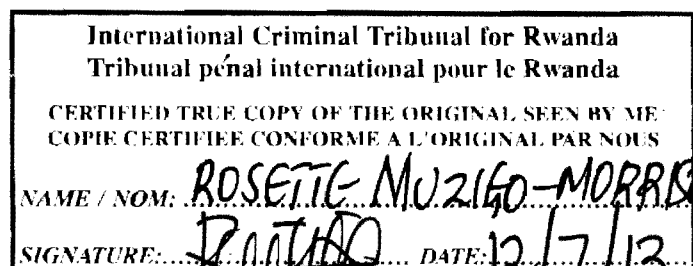 International Criminal Tribunal for Rwanda
Tribunal pénal international pour le Rwanda
CERTIFIED TRUE COPY OF THE ORIGINAL SEEN BY ME
COPIE CERTIFIEE CONFORME A L'ORIGINAL PAR NOUS
NAME / NOM: ROSETTE MUZIGO-MORRIS
SIGNATURE: DATE: 12/7/12